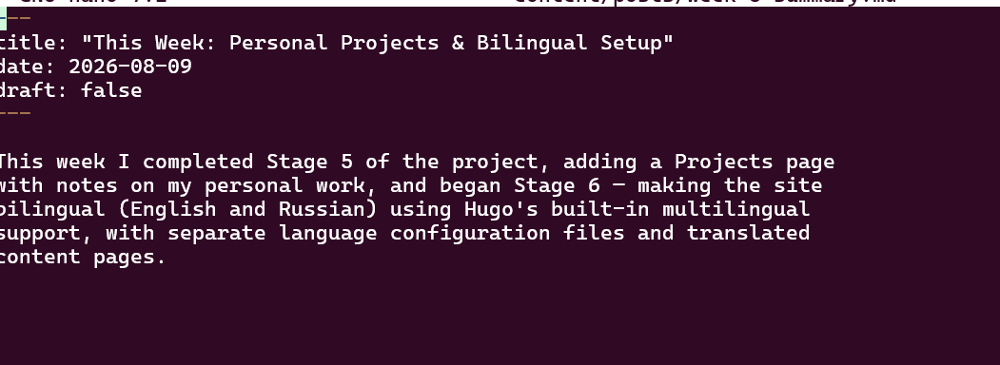 ---
title: "This Week: Personal Projects & Bilingual Setup"
date: 2026-08-09
draft: false
---
This week I completed Stage 5 of the project, adding a Projects page
with notes on my personal work, and began Stage 6 — making the site
bilingual (English and Russian) using Hugo's built-in multilingual
support, with separate language configuration files and translated
content pages.